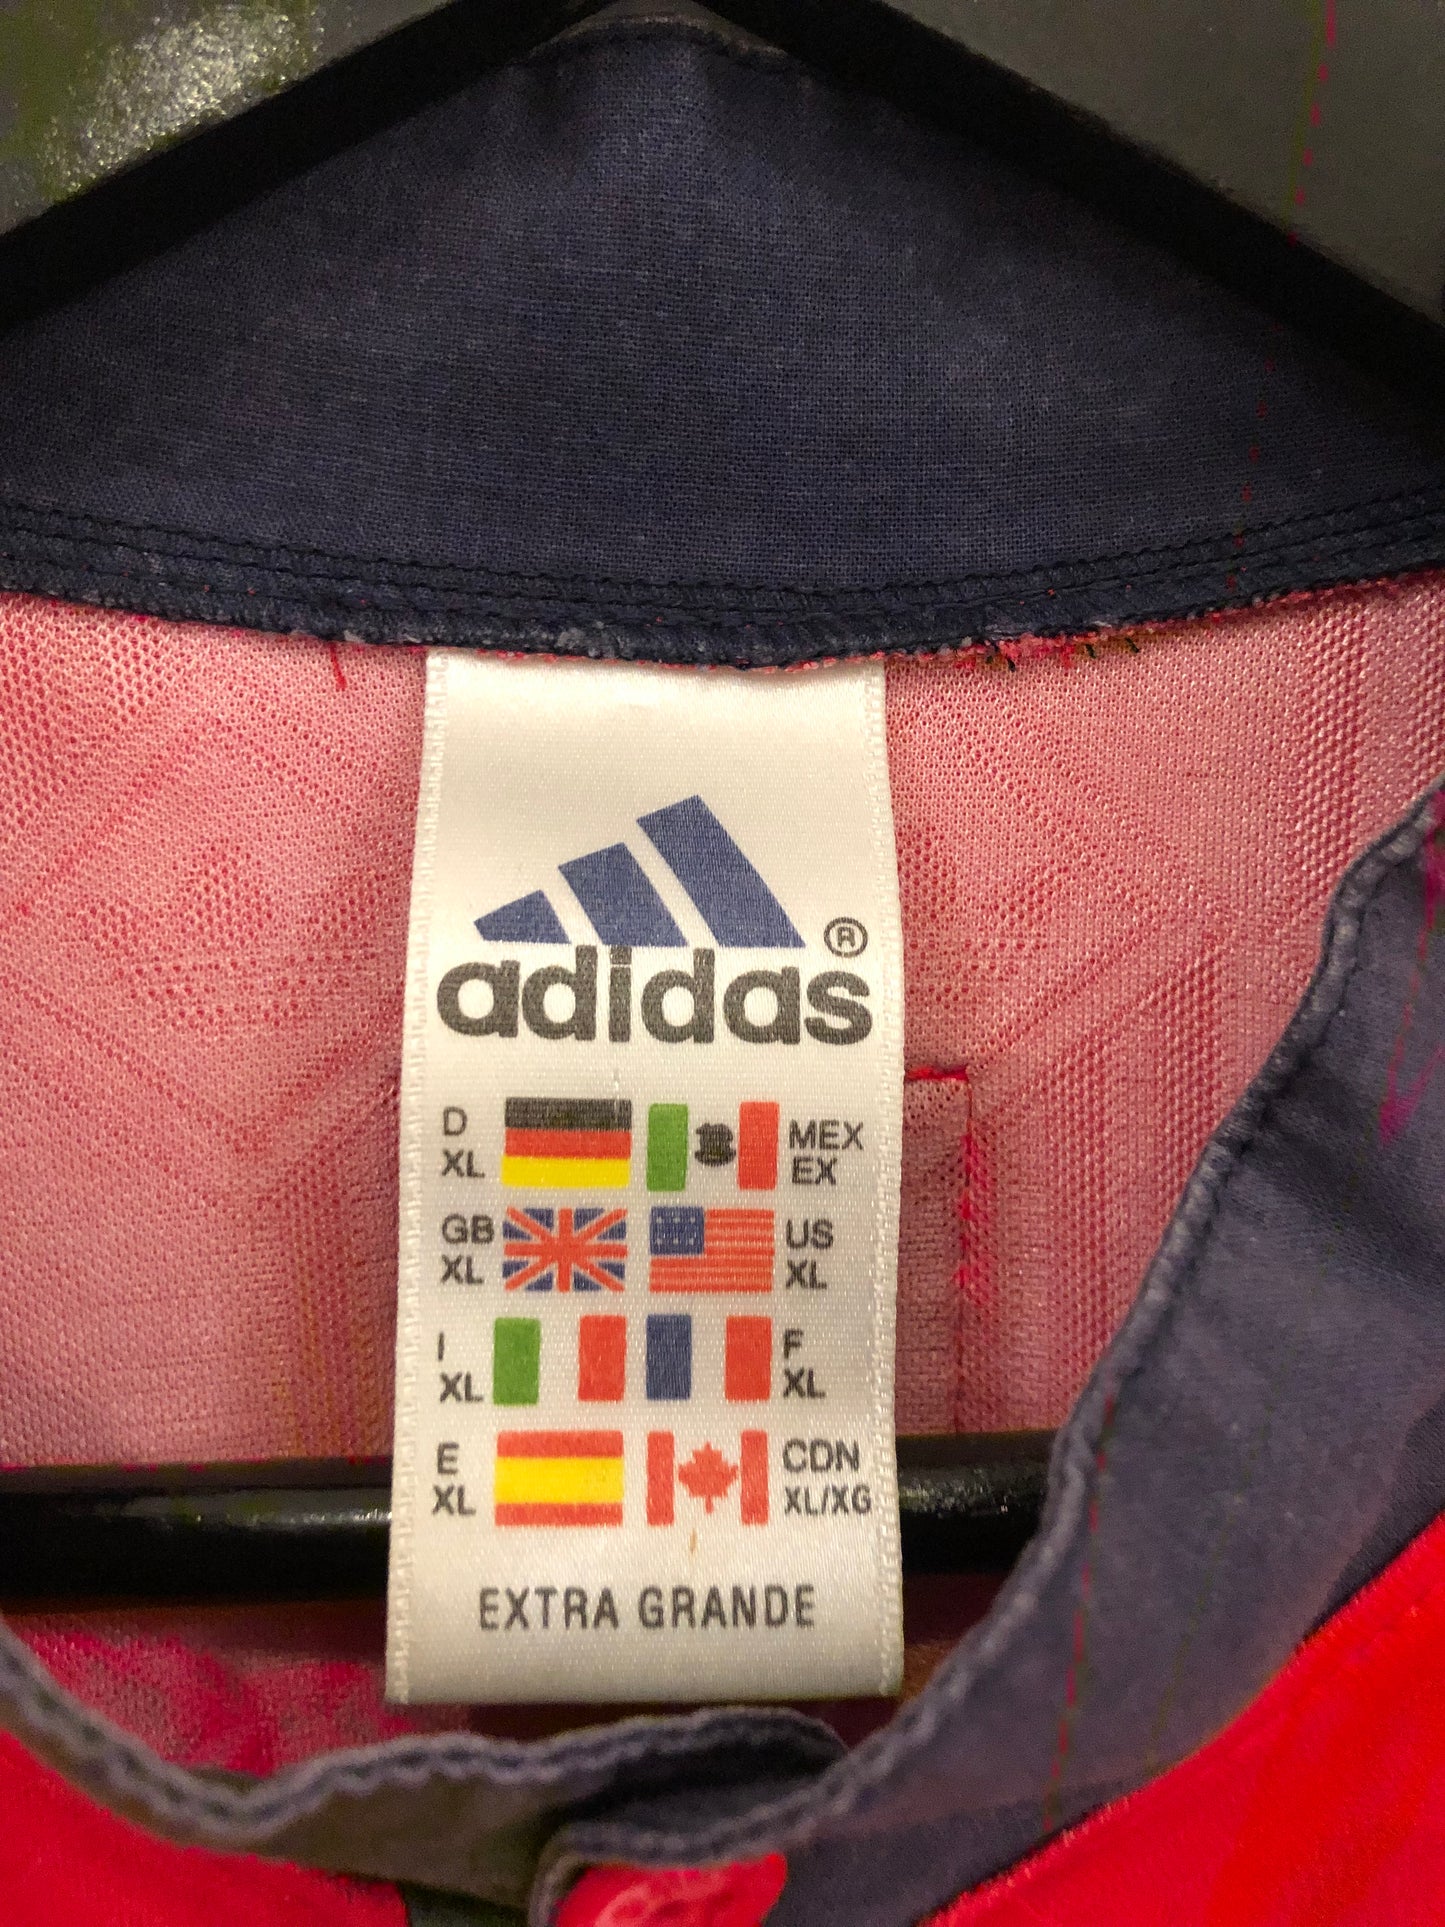 adidas®
D
XL
MEX
EX
GB
XL
US
XL
I
XL
F
XL
E
XL
CDN
XL/XG
EXTRA GRANDE